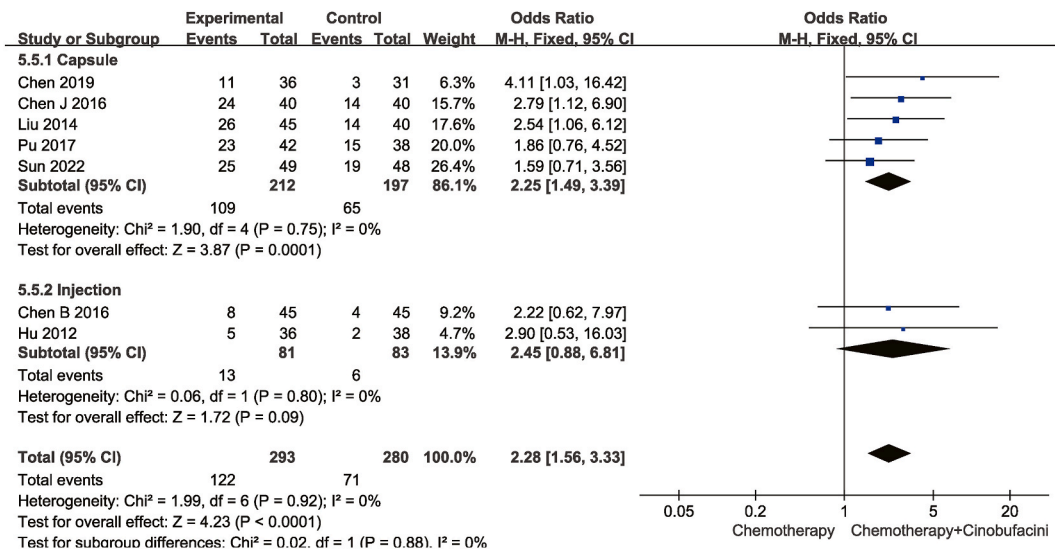 Experimental Control Odds Ratio Odds Ratio
Study or Subgroup Events Total Events Total Weight M-H, Fixed, 95% CI M-H, Fixed, 95% CI
5.5.1 Capsule
Chen 2019 11 36 3 31 6.3% 4.11 [1.03, 16.42]
Chen J 2016 24 40 14 40 15.7% 2.79 [1.12, 6.90]
Liu 2014 26 45 14 40 17.6% 2.54 [1.06, 6.12]
Pu 2017 23 42 15 38 20.0% 1.86 [0.76, 4.52]
Sun 2022 25 49 19 48 26.4% 1.59 [0.71, 3.56]
Subtotal (95% CI) 212 197 86.1% 2.25 [1.49, 3.39]
Total events 109 65
Heterogeneity: Chi² = 1.90, df = 4 (P = 0.75); I² = 0%
Test for overall effect: Z = 3.87 (P = 0.0001)
5.5.2 Injection
Chen B 2016 8 45 4 45 9.2% 2.22 [0.62, 7.97]
Hu 2012 5 36 2 38 4.7% 2.90 [0.53, 16.03]
Subtotal (95% CI) 81 83 13.9% 2.45 [0.88, 6.81]
Total events 13 6
Heterogeneity: Chi² = 0.06, df = 1 (P = 0.80); I² = 0%
Test for overall effect: Z = 1.72 (P = 0.09)
Total (95% CI) 293 280 100.0% 2.28 [1.56, 3.33]
Total events 122 71
Heterogeneity: Chi² = 1.99, df = 6 (P = 0.92); I² = 0%
Test for overall effect: Z = 4.23 (P < 0.0001)
Test for subgroup differences: Chi² = 0.02, df = 1 (P = 0.88), I² = 0%
0.05 0.2 1 5 20
Chemotherapy Chemotherapy+Cinobufacini